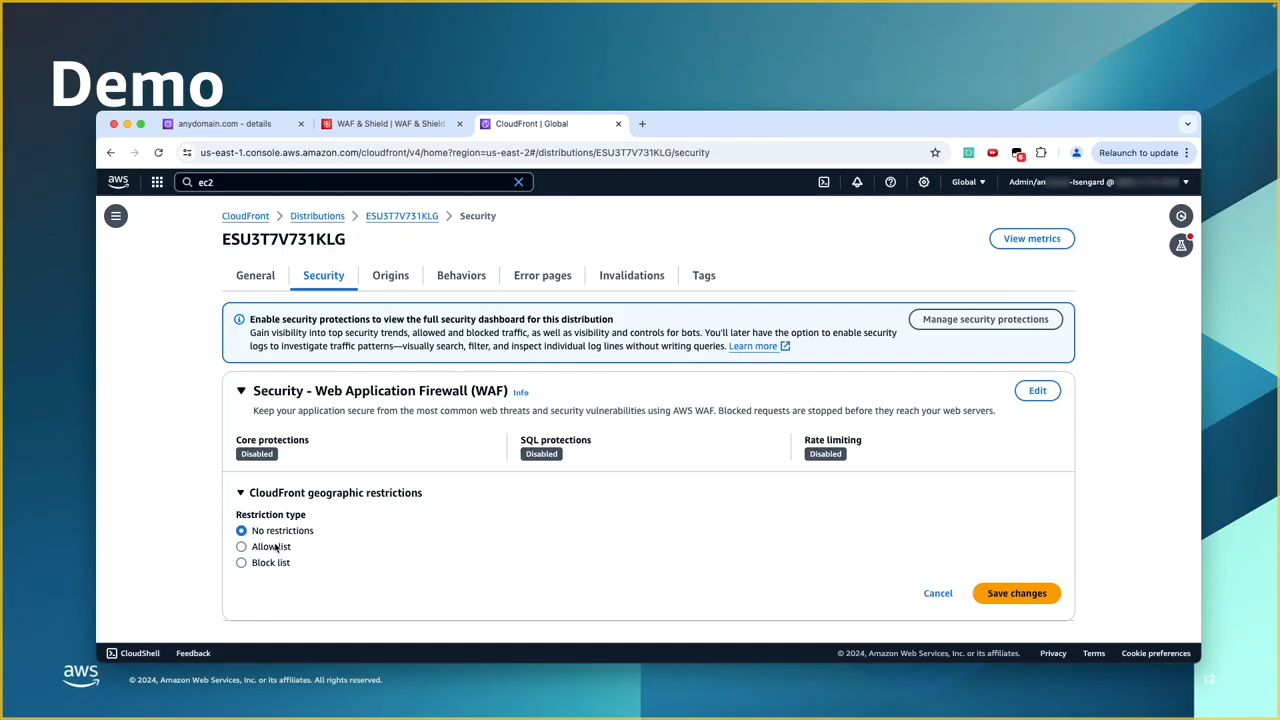 Demo
anydomain.com - details
WAF & Shield | WAF & Shield
CloudFront | Global
us-east-1.console.aws.amazon.com/cloudfront/v4/home?region=us-east-2#/distributions/ESU3T7V731KLG/security
6
Relaunch to update
aws
ec2
Global
Admin/an
-Isengard @
CloudFront
Distributions
ESU3T7V731KLG
Security
ESU3T7V731KLG
View metrics
General
Security
Origins
Behaviors
Error pages
Invalidations
Tags
Enable security protections to view the full security dashboard for this distribution
Gain visibility into top security trends, allowed and blocked traffic, as well as visibility and controls for bots. You'll later have the option to enable security
logs to investigate traffic patterns—visually search, filter, and inspect individual log lines without writing queries. Learn more
Manage security protections
Security - Web Application Firewall (WAF) Info
Edit
Keep your application secure from the most common web threats and security vulnerabilities using AWS WAF. Blocked requests are stopped before they reach your web servers.
Core protections
Disabled
SQL protections
Disabled
Rate limiting
Disabled
CloudFront geographic restrictions
Restriction type
No restrictions
Allow list
Block list
Cancel
Save changes
CloudShell
Feedback
© 2024, Amazon Web Services, Inc. or its affiliates.
Privacy
Terms
Cookie preferences
aws
© 2024, Amazon Web Services, Inc. or its affiliates. All rights reserved.
12